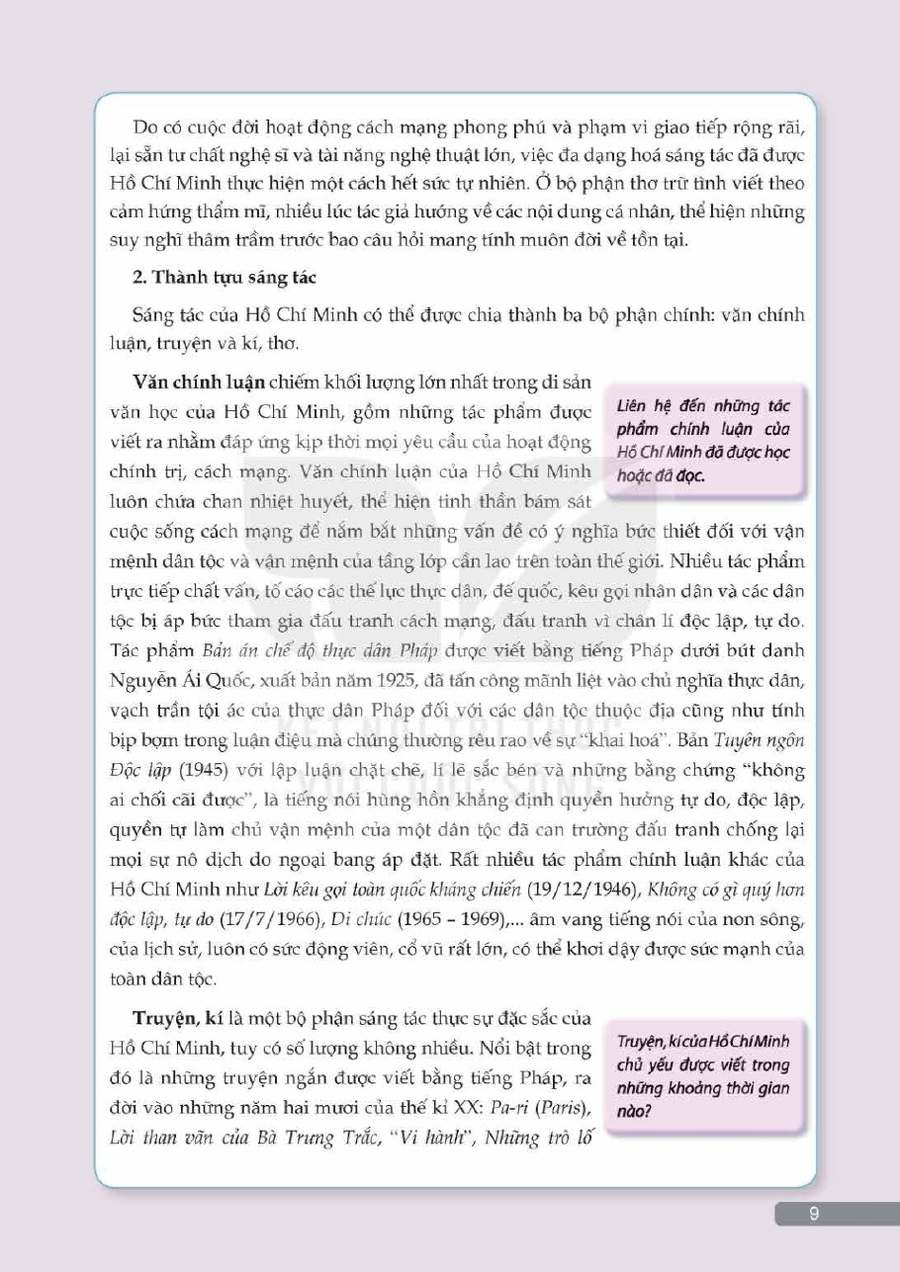 Do có cuộc đời hoạt động cách mạng phong phú và phạm vi giao tiếp rộng rãi,
lại sẵn tư chất nghệ sĩ và tài năng nghệ thuật lớn, việc đa dạng hoá sáng tác đã được
Hồ Chí Minh thực hiện một cách hết sức tự nhiên. Ở bộ phận thơ trữ tình viết theo
cảm hứng thẩm mĩ, nhiều lúc tác giả hướng về các nội dung cá nhân, thể hiện những
suy nghĩ thâm trầm trước bao câu hỏi mang tính muôn đời về tồn tại.
2. Thành tựu sáng tác
Sáng tác của Hồ Chí Minh có thể được chia thành ba bộ phận chính: văn chính
luận, truyện và kí, thơ.
Văn chính luận chiếm khối lượng lớn nhất trong di sản
văn học của Hồ Chí Minh, gồm những tác phẩm được
viết ra nhằm đáp ứng kịp thời mọi yêu cầu của hoạt động
chính trị, cách mạng. Văn chính luận của Hồ Chí Minh
luôn chứa chan nhiệt huyết, thể hiện tinh thần bám sát
cuộc sống cách mạng để nắm bắt những vấn đề có ý nghĩa bức thiết đối với vận
mệnh dân tộc và vận mệnh của tầng lớp cần lao trên toàn thế giới. Nhiều tác phẩm
trực tiếp chất vấn, tố cáo các thế lực thực dân, đế quốc, kêu gọi nhân dân và các dân
tộc bị áp bức tham gia đấu tranh cách mạng, đấu tranh vì chân lí độc lập, tự do.
Tác phẩm Bản án chế độ thực dân Pháp được viết bằng tiếng Pháp dưới bút danh
Nguyễn Ái Quốc, xuất bản năm 1925, đã tấn công mãnh liệt vào chủ nghĩa thực dân,
vạch trần tội ác của thực dân Pháp đối với các dân tộc thuộc địa cũng như tính
bịp bợm trong luận điệu mà chúng thường rêu rao về sự “khai hoá”. Bản Tuyên ngôn
Độc lập (1945) với lập luận chặt chẽ, lí lẽ sắc bén và những bằng chứng “không
ai chối cãi được”, là tiếng nói hùng hồn khẳng định quyền hưởng tự do, độc lập,
quyền tự làm chủ vận mệnh của một dân tộc đã can trường đấu tranh chống lại
mọi sự nô dịch do ngoại bang áp đặt. Rất nhiều tác phẩm chính luận khác của
Hồ Chí Minh như Lời kêu gọi toàn quốc kháng chiến (19/12/1946), Không có gì quý hơn
độc lập, tự do (17/7/1966), Di chúc (1965 – 1969),... âm vang tiếng nói của non sông,
của lịch sử, luôn có sức động viên, cổ vũ rất lớn, có thể khơi dậy được sức mạnh của
toàn dân tộc.
Liên hệ đến những tác
phẩm chính luận của
Hồ Chí Minh đã được học
hoặc đã đọc.
Truyện, kí là một bộ phận sáng tác thực sự đặc sắc của
Hồ Chí Minh, tuy có số lượng không nhiều. Nổi bật trong
đó là những truyện ngắn được viết bằng tiếng Pháp, ra
đời vào những năm hai mươi của thế kỉ XX: Pa-ri (Paris),
Lời than vãn của Bà Trưng Trắc, “Vi hành”, Những trò lố
Truyện, kí của Hồ Chí Minh
chủ yếu được viết trong
những khoảng thời gian
nào?
KẾT NỐI TRI THỨC
VỚI CUỘC SỐNG
9